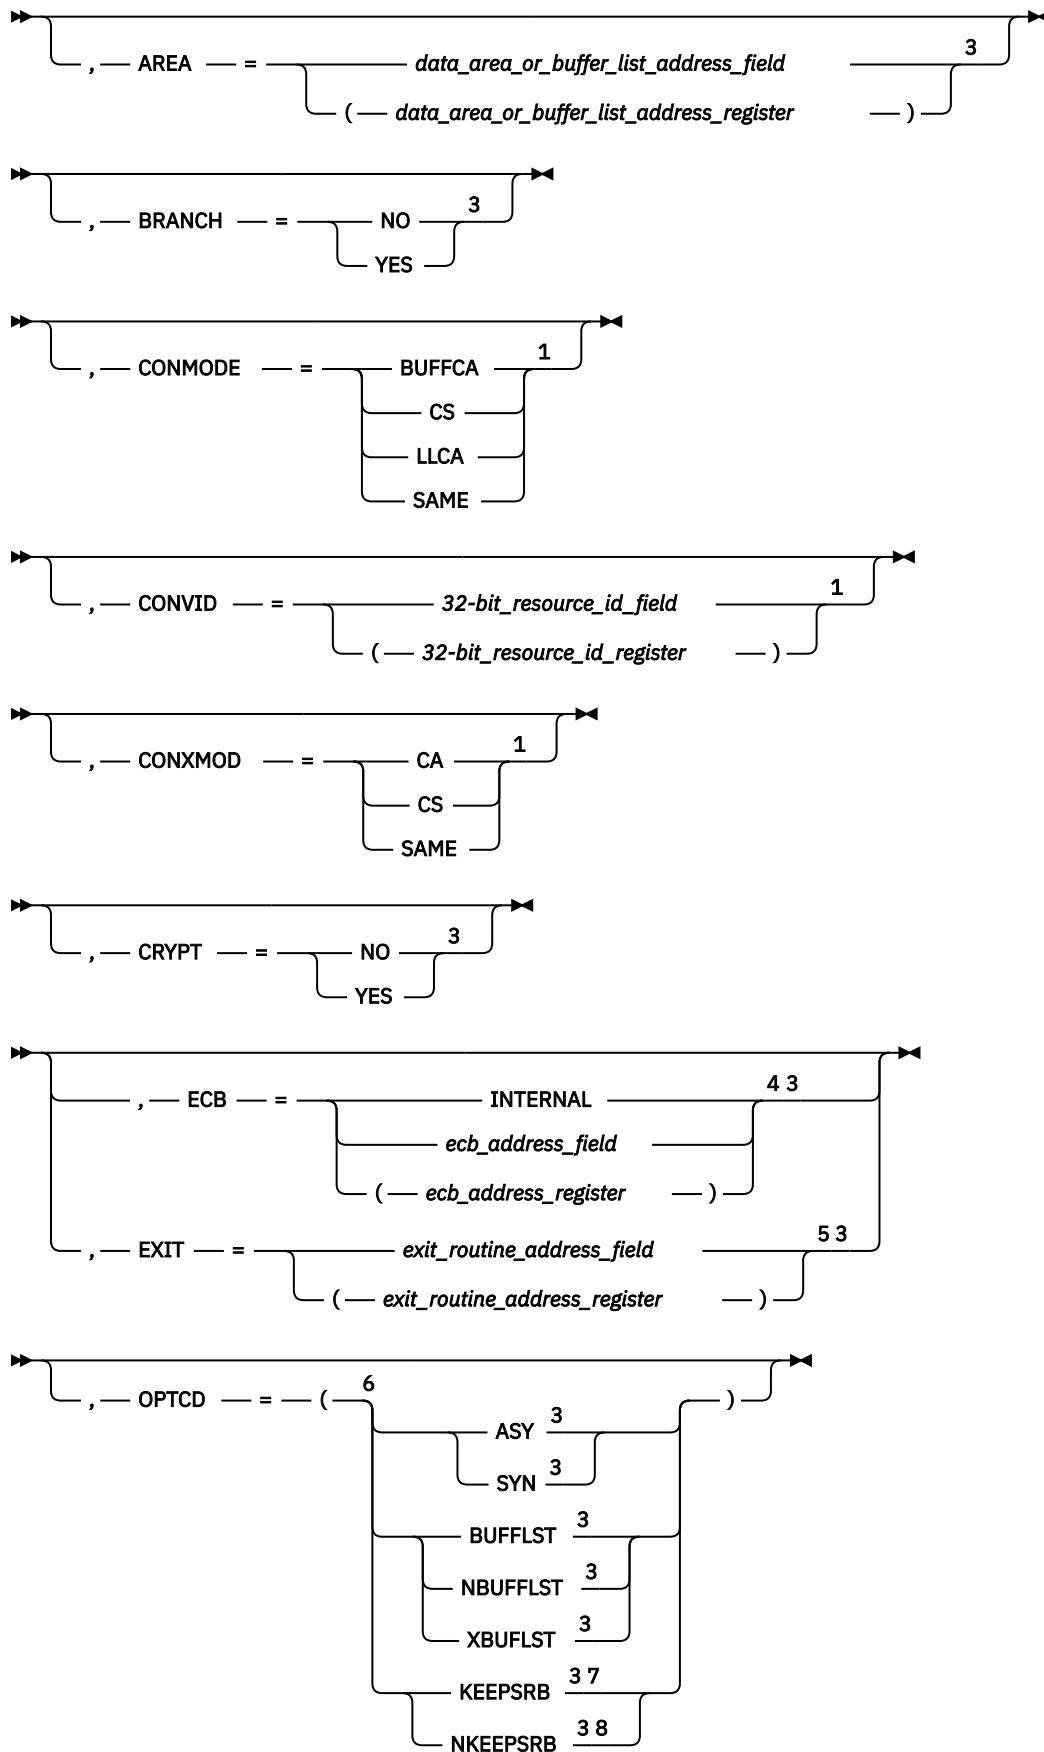 3
, AREA = data_area_or_buffer_list_address_field
( data_area_or_buffer_list_address_register )
3
, BRANCH = NO
YES
1
, CONMODE = BUFFCA
CS
LLCA
SAME
1
, CONVID = 32-bit_resource_id_field
( 32-bit_resource_id_register )
1
, CONXMOD = CA
CS
SAME
3
, CRYPT = NO
YES
4 3
, ECB = INTERNAL
ecb_address_field
( ecb_address_register )
5 3
, EXIT = exit_routine_address_field
( exit_routine_address_register )
6
, OPTCD = ( )
ASY 3
SYN 3
BUFFLST 3
NBUFFLST 3
XBUFLST 3
KEEPSRB 3 7
NKEEPSRB 3 8